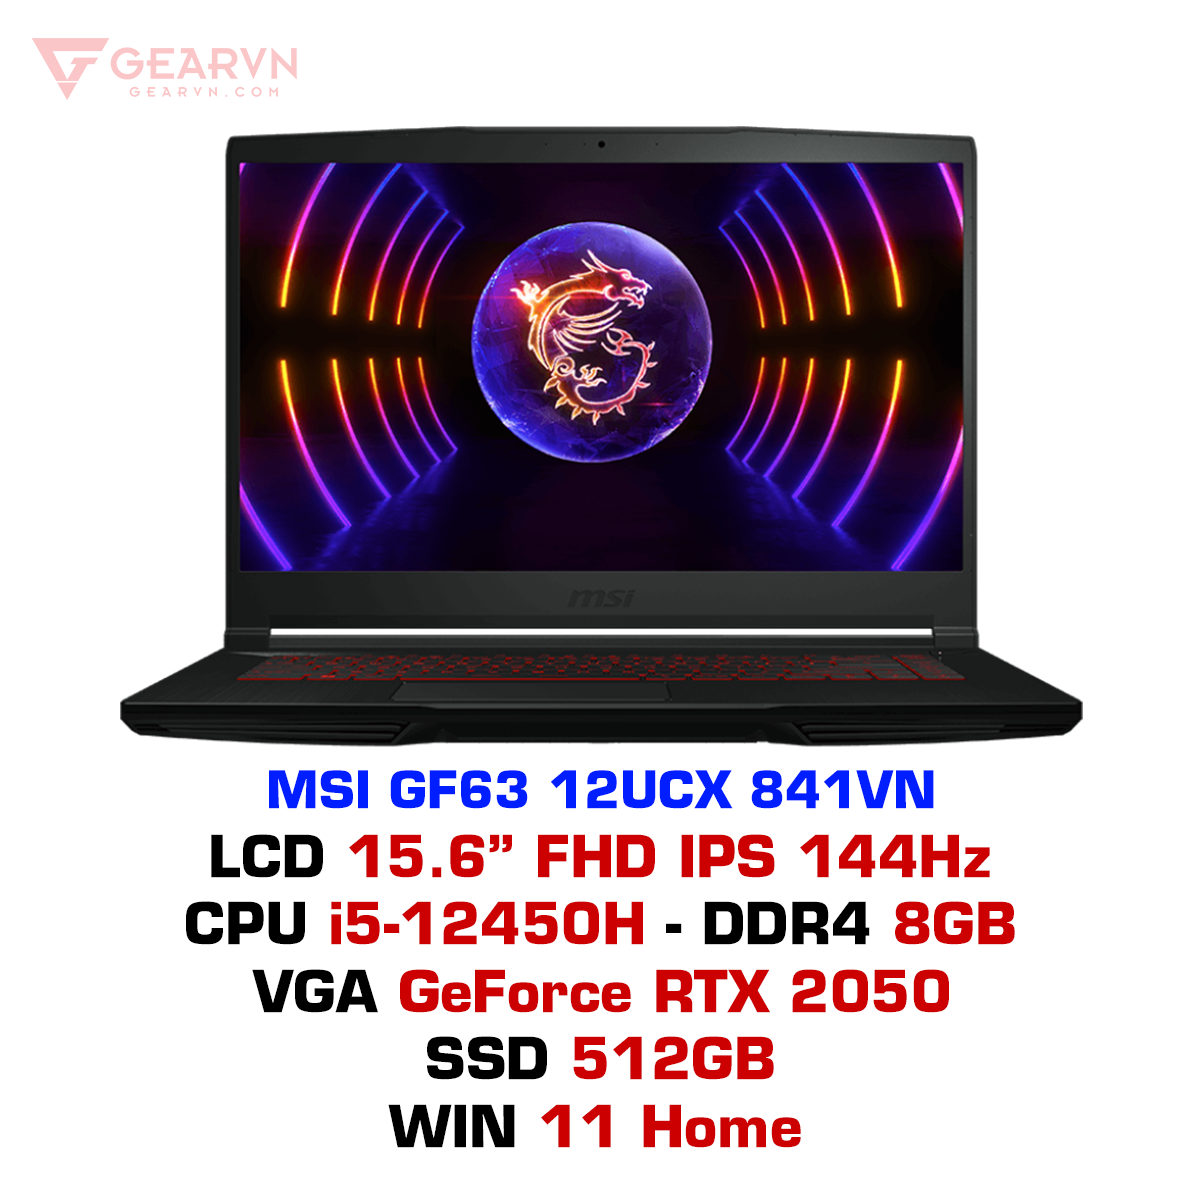 GEARVN
GEARVN.COM
msi
MSI GF63 12UCX 841VN
LCD 15.6” FHD IPS 144Hz
CPU i5-12450H - DDR4 8GB
VGA GeForce RTX 2050
SSD 512GB
WIN 11 Home